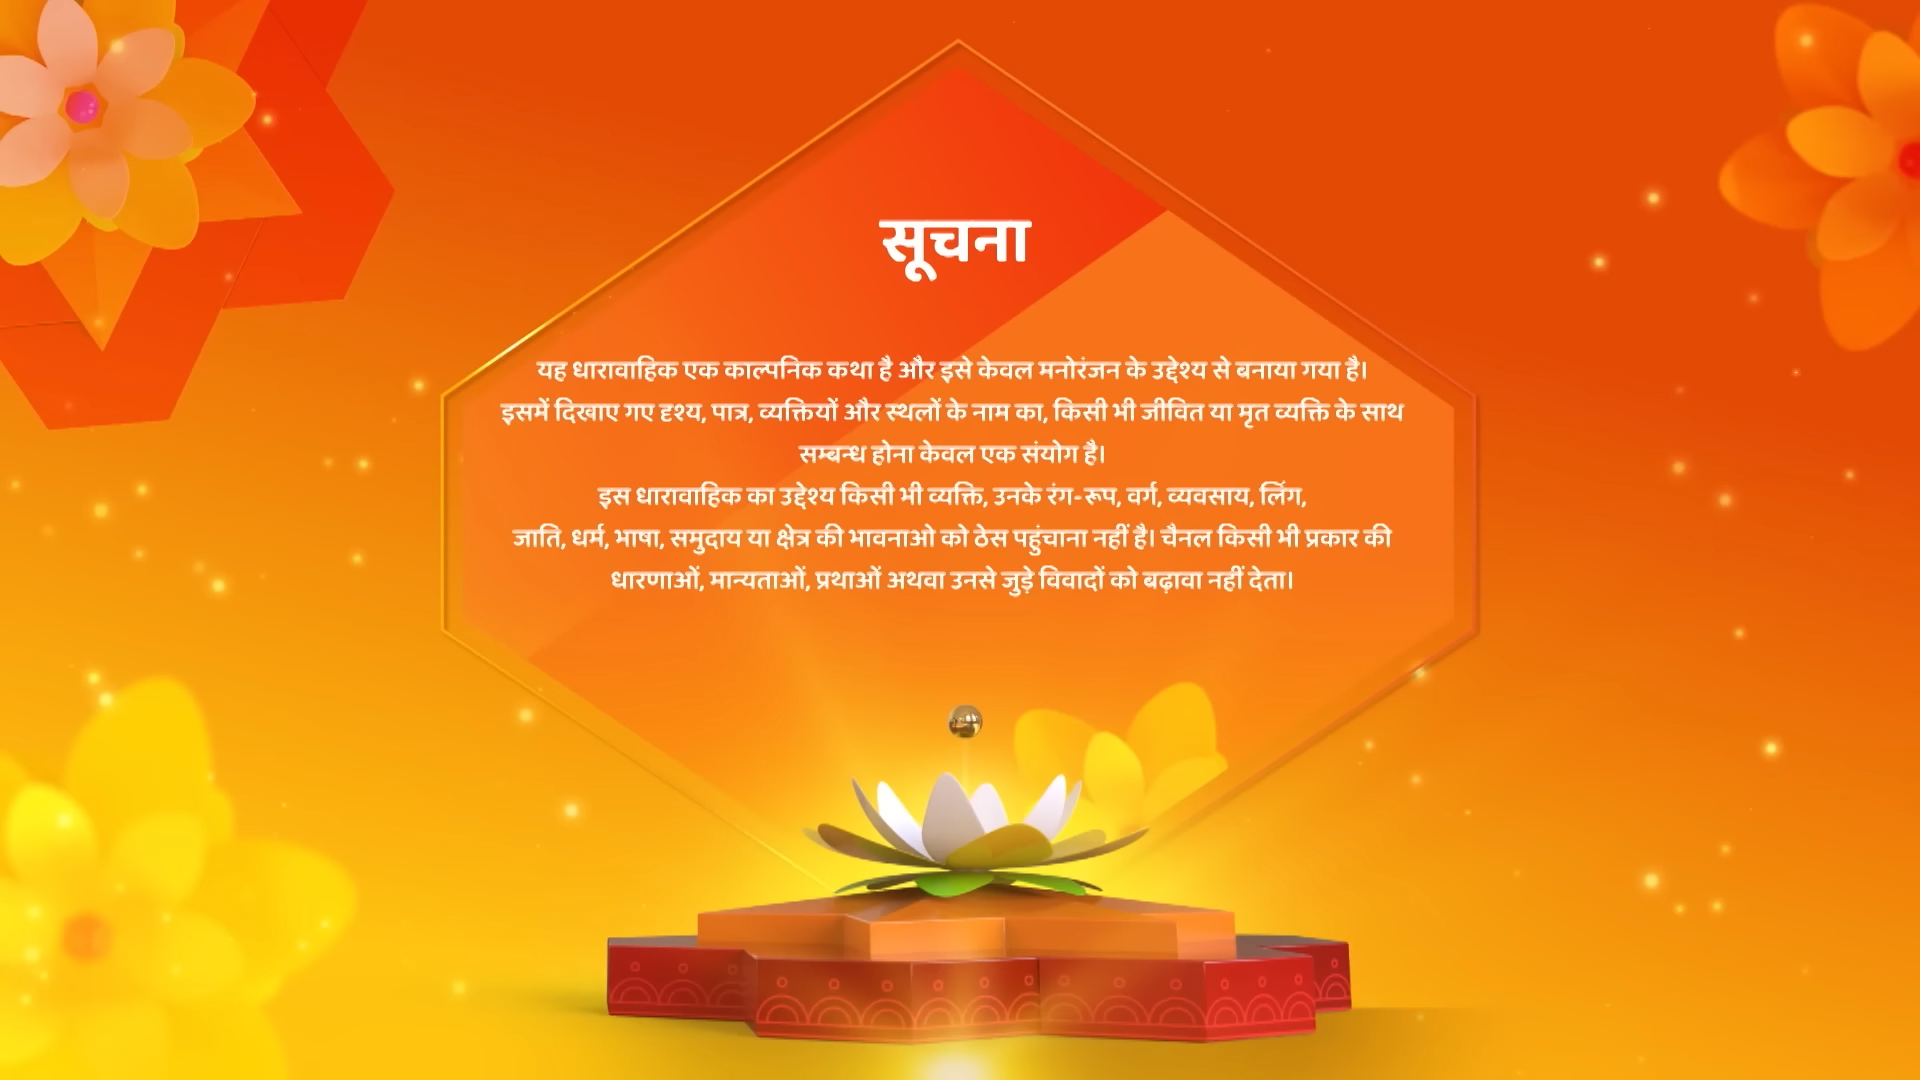 सूचना
यह धारावाहिक एक काल्पनिक कथा है और इसे केवल मनोरंजन के उद्देश्य से बनाया गया है।
इसमें दिखाए गए दृश्य, पात्र, व्यक्तियों और स्थलों के नाम का, किसी भी जीवित या मृत व्यक्ति के साथ
सम्बन्ध होना केवल एक संयोग है।
इस धारावाहिक का उद्देश्य किसी भी व्यक्ति, उनके रंग-रूप, वर्ग, व्यवसाय, लिंग,
जाति, धर्म, भाषा, समुदाय या क्षेत्र की भावनाओ को ठेस पहुंचाना नहीं है। चैनल किसी भी प्रकार की
धारणाओं, मान्यताओं, प्रथाओं अथवा उनसे जुड़े विवादों को बढ़ावा नहीं देता।